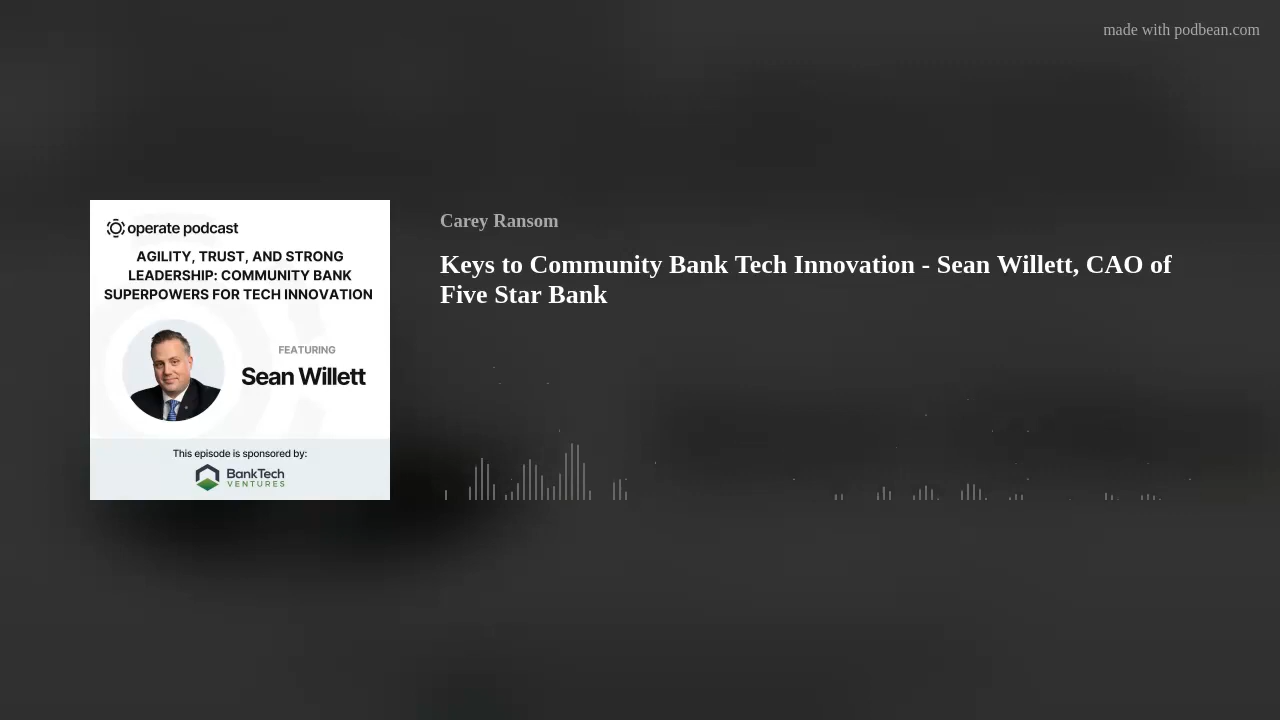 made with podbean.com
operate podcast
AGILITY, TRUST, AND STRONG
LEADERSHIP: COMMUNITY BANK
SUPERPOWERS FOR TECH INNOVATION
FEATURING
Sean Willett
This episode is sponsored by:
BankTech
VENTURES
Carey Ransom
Keys to Community Bank Tech Innovation - Sean Willett, CAO of
Five Star Bank